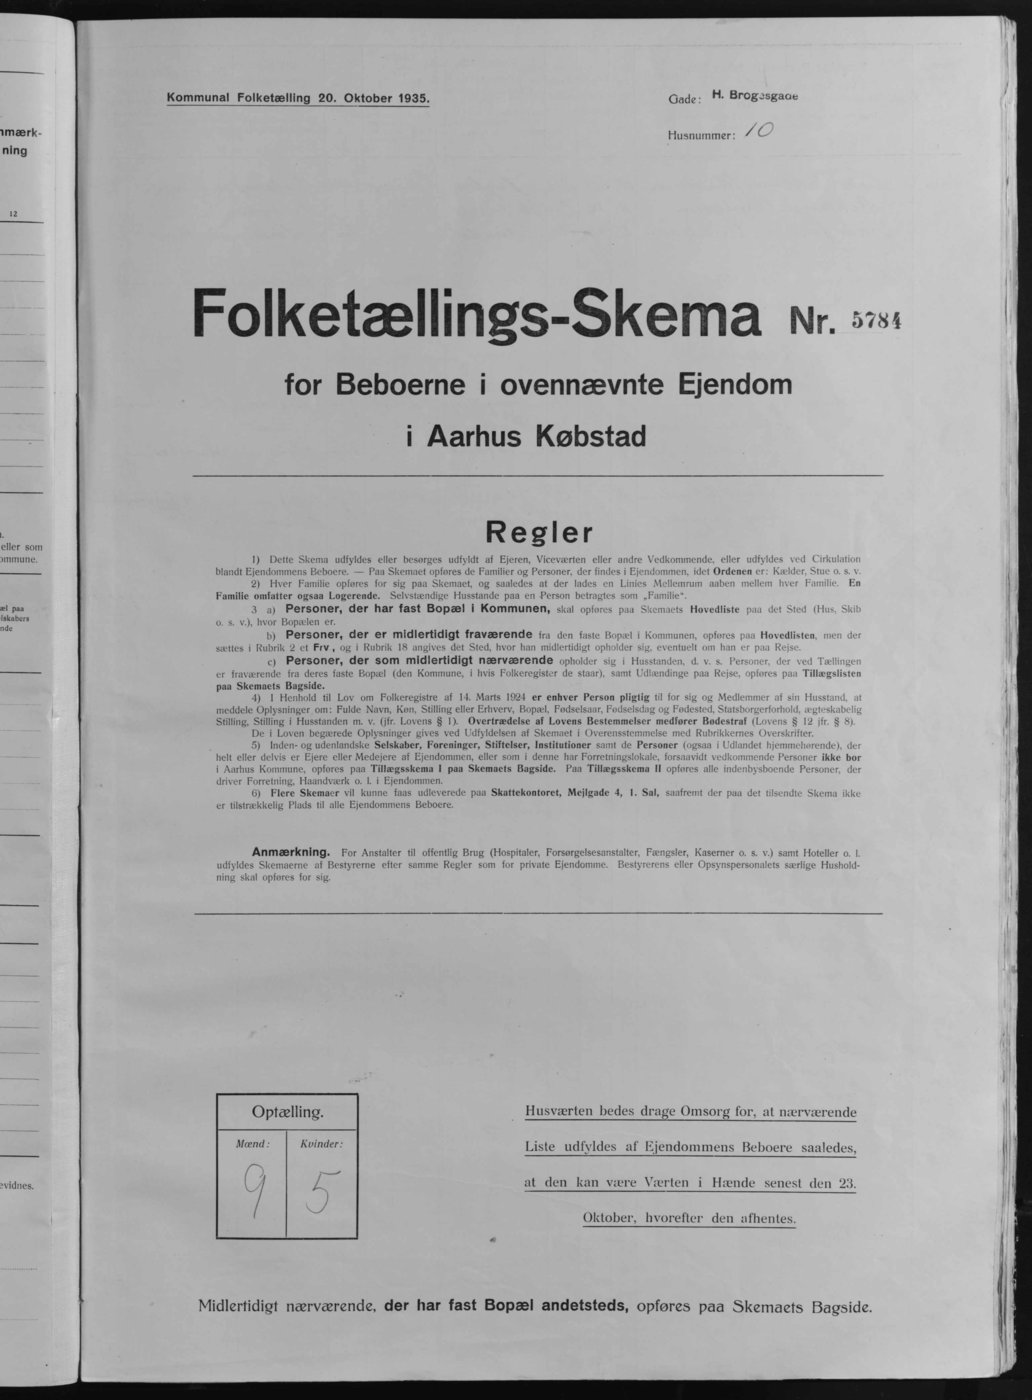 nmærk-
ning
12
eller som
ommune.
æl paa
lskabers
nde
evidnes.
Kommunal Folketælling 20. Oktober 1935.
Gade: H. Brogesgade
Husnummer: 10
Folketællings-Skema Nr. 5784
for Beboerne i ovennævnte Ejendom
i Aarhus Købstad
Regler
1) Dette Skema udfyldes eller besørges udfyldt af Ejeren, Viceværten eller andre Vedkommende, eller udfyldes ved Cirkulation
blandt Ejendommens Beboere. — Paa Skemaet opføres de Familier og Personer, der findes i Ejendommen, idet Ordenen er: Kælder, Stue o. s. v.
2) Hver Familie opføres for sig paa Skemaet, og saaledes at der lades en Linies Mellemrum aaben mellem hver Familie. En
Familie omfatter ogsaa Logerende. Selvstændige Husstande paa en Person betragtes som „Familie“.
3 a) Personer, der har fast Bopæl i Kommunen, skal opføres paa Skemaets Hovedliste paa det Sted (Hus, Skib
o. s. v.), hvor Bopælen er.
b) Personer, der er midlertidigt fraværende fra den faste Bopæl i Kommunen, opføres paa Hovedlisten, men der
sættes i Rubrik 2 et Frv., og i Rubrik 18 angives det Sted, hvor han midlertidigt opholder sig, eventuelt om han er paa Rejse.
c) Personer, der som midlertidigt nærværende opholder sig i Husstanden, d. v. s. Personer, der ved Tællingen
er fraværende fra deres faste Bopæl (den Kommune, i hvis Folkeregister de staar), samt Udlændinge paa Rejse, opføres paa Tillægslisten
paa Skemaets Bagside.
4) I Henhold til Lov om Folkeregistre af 14. Marts 1924 er enhver Person pligtig til for sig og Medlemmer af sin Husstand, at
meddele Oplysninger om: Fulde Navn, Køn, Stilling eller Erhverv, Bopæl, Fødselsaar, Fødselsdag og Fødested, Statsborgerforhold, ægteskabelig
Stilling, Stilling i Husstanden m. v. (jfr. Lovens § 1). Overtrædelse af Lovens Bestemmelser medfører Bødestraf (Lovens § 12 jfr. § 8).
De i Loven begærede Oplysninger gives ved Udfyldelsen af Skemaet i Overensstemmelse med Rubrikkernes Overskrifter.
5) Inden- og udenlandske Selskaber, Foreninger, Stiftelser, Institutioner samt de Personer (ogsaa i Udlandet hjemmehørende), der
helt eller delvis er Ejere eller Medejere af Ejendommen, eller som i denne har Forretningslokale, forsaavidt vedkommende Personer ikke bor
i Aarhus Kommune, opføres paa Tillægsskema I paa Skemaets Bagside. Paa Tillægsskema II opføres alle indenbysboende Personer, der
driver Forretning, Haandværk o. l. i Ejendommen.
6) Flere Skemaer vil kunne faas udleverede paa Skattekontoret, Mejlgade 4, 1. Sal, saafremt der paa det tilsendte Skema ikke
er tilstrækkelig Plads til alle Ejendommens Beboere.
Anmærkning. For Anstalter til offentlig Brug (Hospitaler, Forsørgelsesanstalter, Fængsler, Kaserner o. s. v.) samt Hoteller o. l.
udfyldes Skemaerne af Bestyrerne efter samme Regler som for private Ejendomme. Bestyrerens eller Opsynspersonalets særlige Hushold-
ning skal opføres for sig.
Optælling.
Mænd: Kvinder:
9 5
Husværten bedes drage Omsorg for, at nærværende
Liste udfyldes af Ejendommens Beboere saaledes,
at den kan være Værten i Hænde senest den 23.
Oktober, hvorefter den afhentes.
Midlertidigt nærværende, der har fast Bopæl andetsteds, opføres paa Skemaets Bagside.